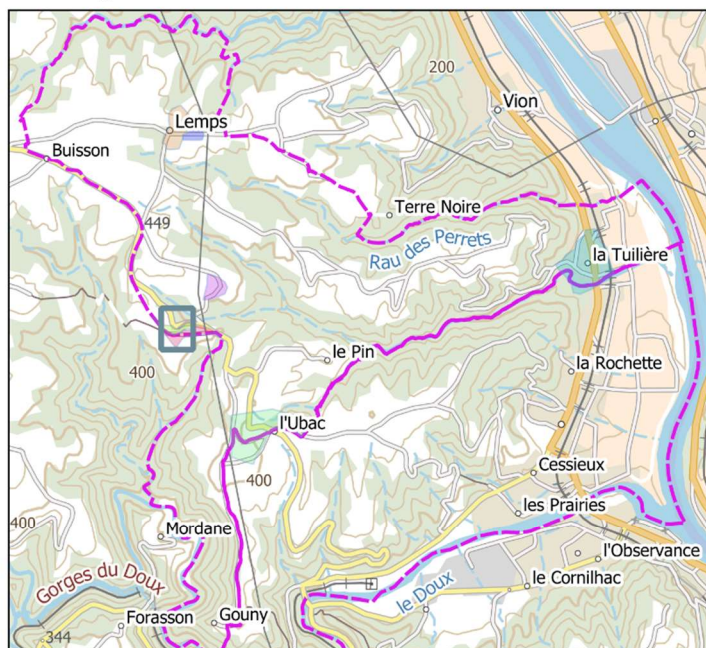 200
Vion
Lemps
Buisson
Terre Noire
449
Rau des Perrets
la Tuilière
le Pin
la Rochette
400
l'Ubac
400
Cessieux
400
les Prairies
Mordane
l'Observance
Gorges du Doux
le Cornilhac
le Doux
Forasson
Gouny
344